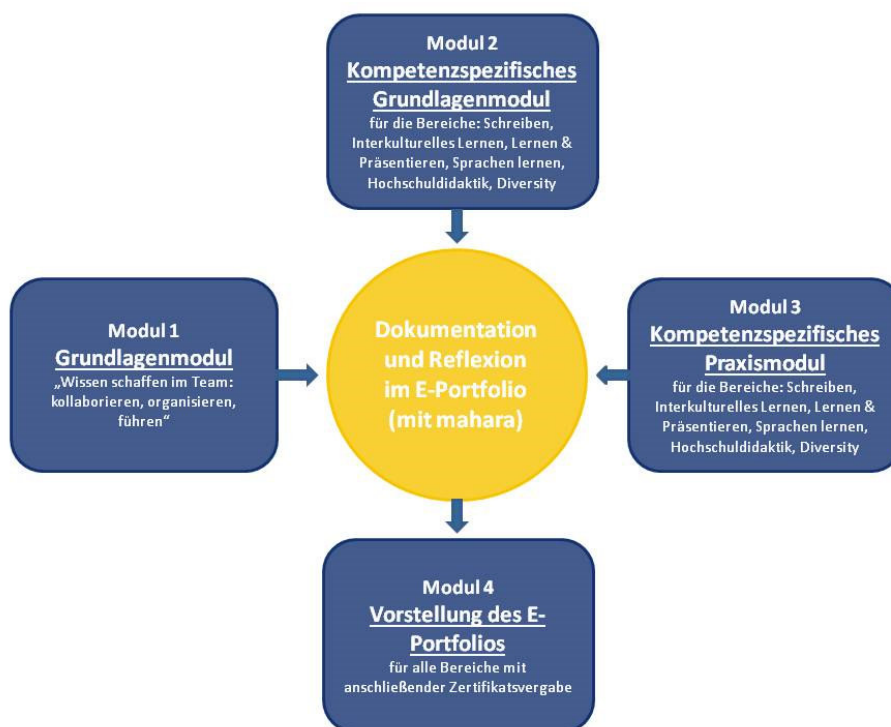 Modul 2
Kompetenzspezifisches
Grundlagenmodul
für die Bereiche: Schreiben,
Interkulturelles Lernen, Lernen &
Präsentieren, Sprachen lernen,
Hochschuldidaktik, Diversity
Modul 1
Grundlagenmodul
„Wissen schaffen im Team:
kollaborieren, organisieren,
führen“
Dokumentation
und Reflexion
im E-Portfolio
(mit mahara)
Modul 3
Kompetenzspezifisches
Praxismodul
für die Bereiche: Schreiben,
Interkulturelles Lernen, Lernen &
Präsentieren, Sprachen lernen,
Hochschuldidaktik, Diversity
Modul 4
Vorstellung des E-
Portfolios
für alle Bereiche mit
anschließender Zertifikatsvergabe